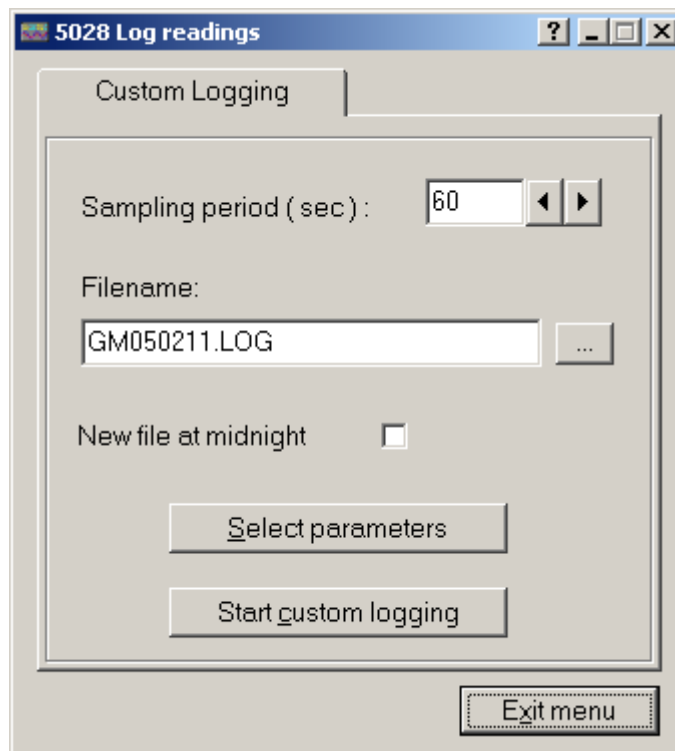 5028 Log readings
Custom Logging
Sampling period ( sec ) : 60
Filename:
GM050211.LOG ...
New file at midnight
Select parameters
Start custom logging
Exit menu